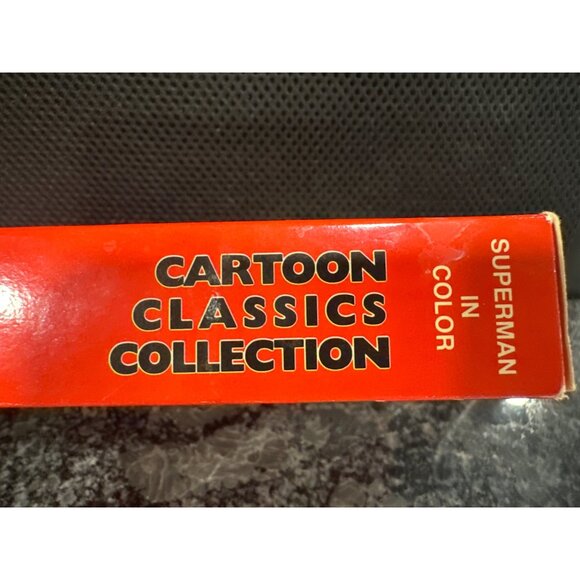 CARTOON
CLASSICS
COLLECTION
SUPERMAN
IN
COLOR